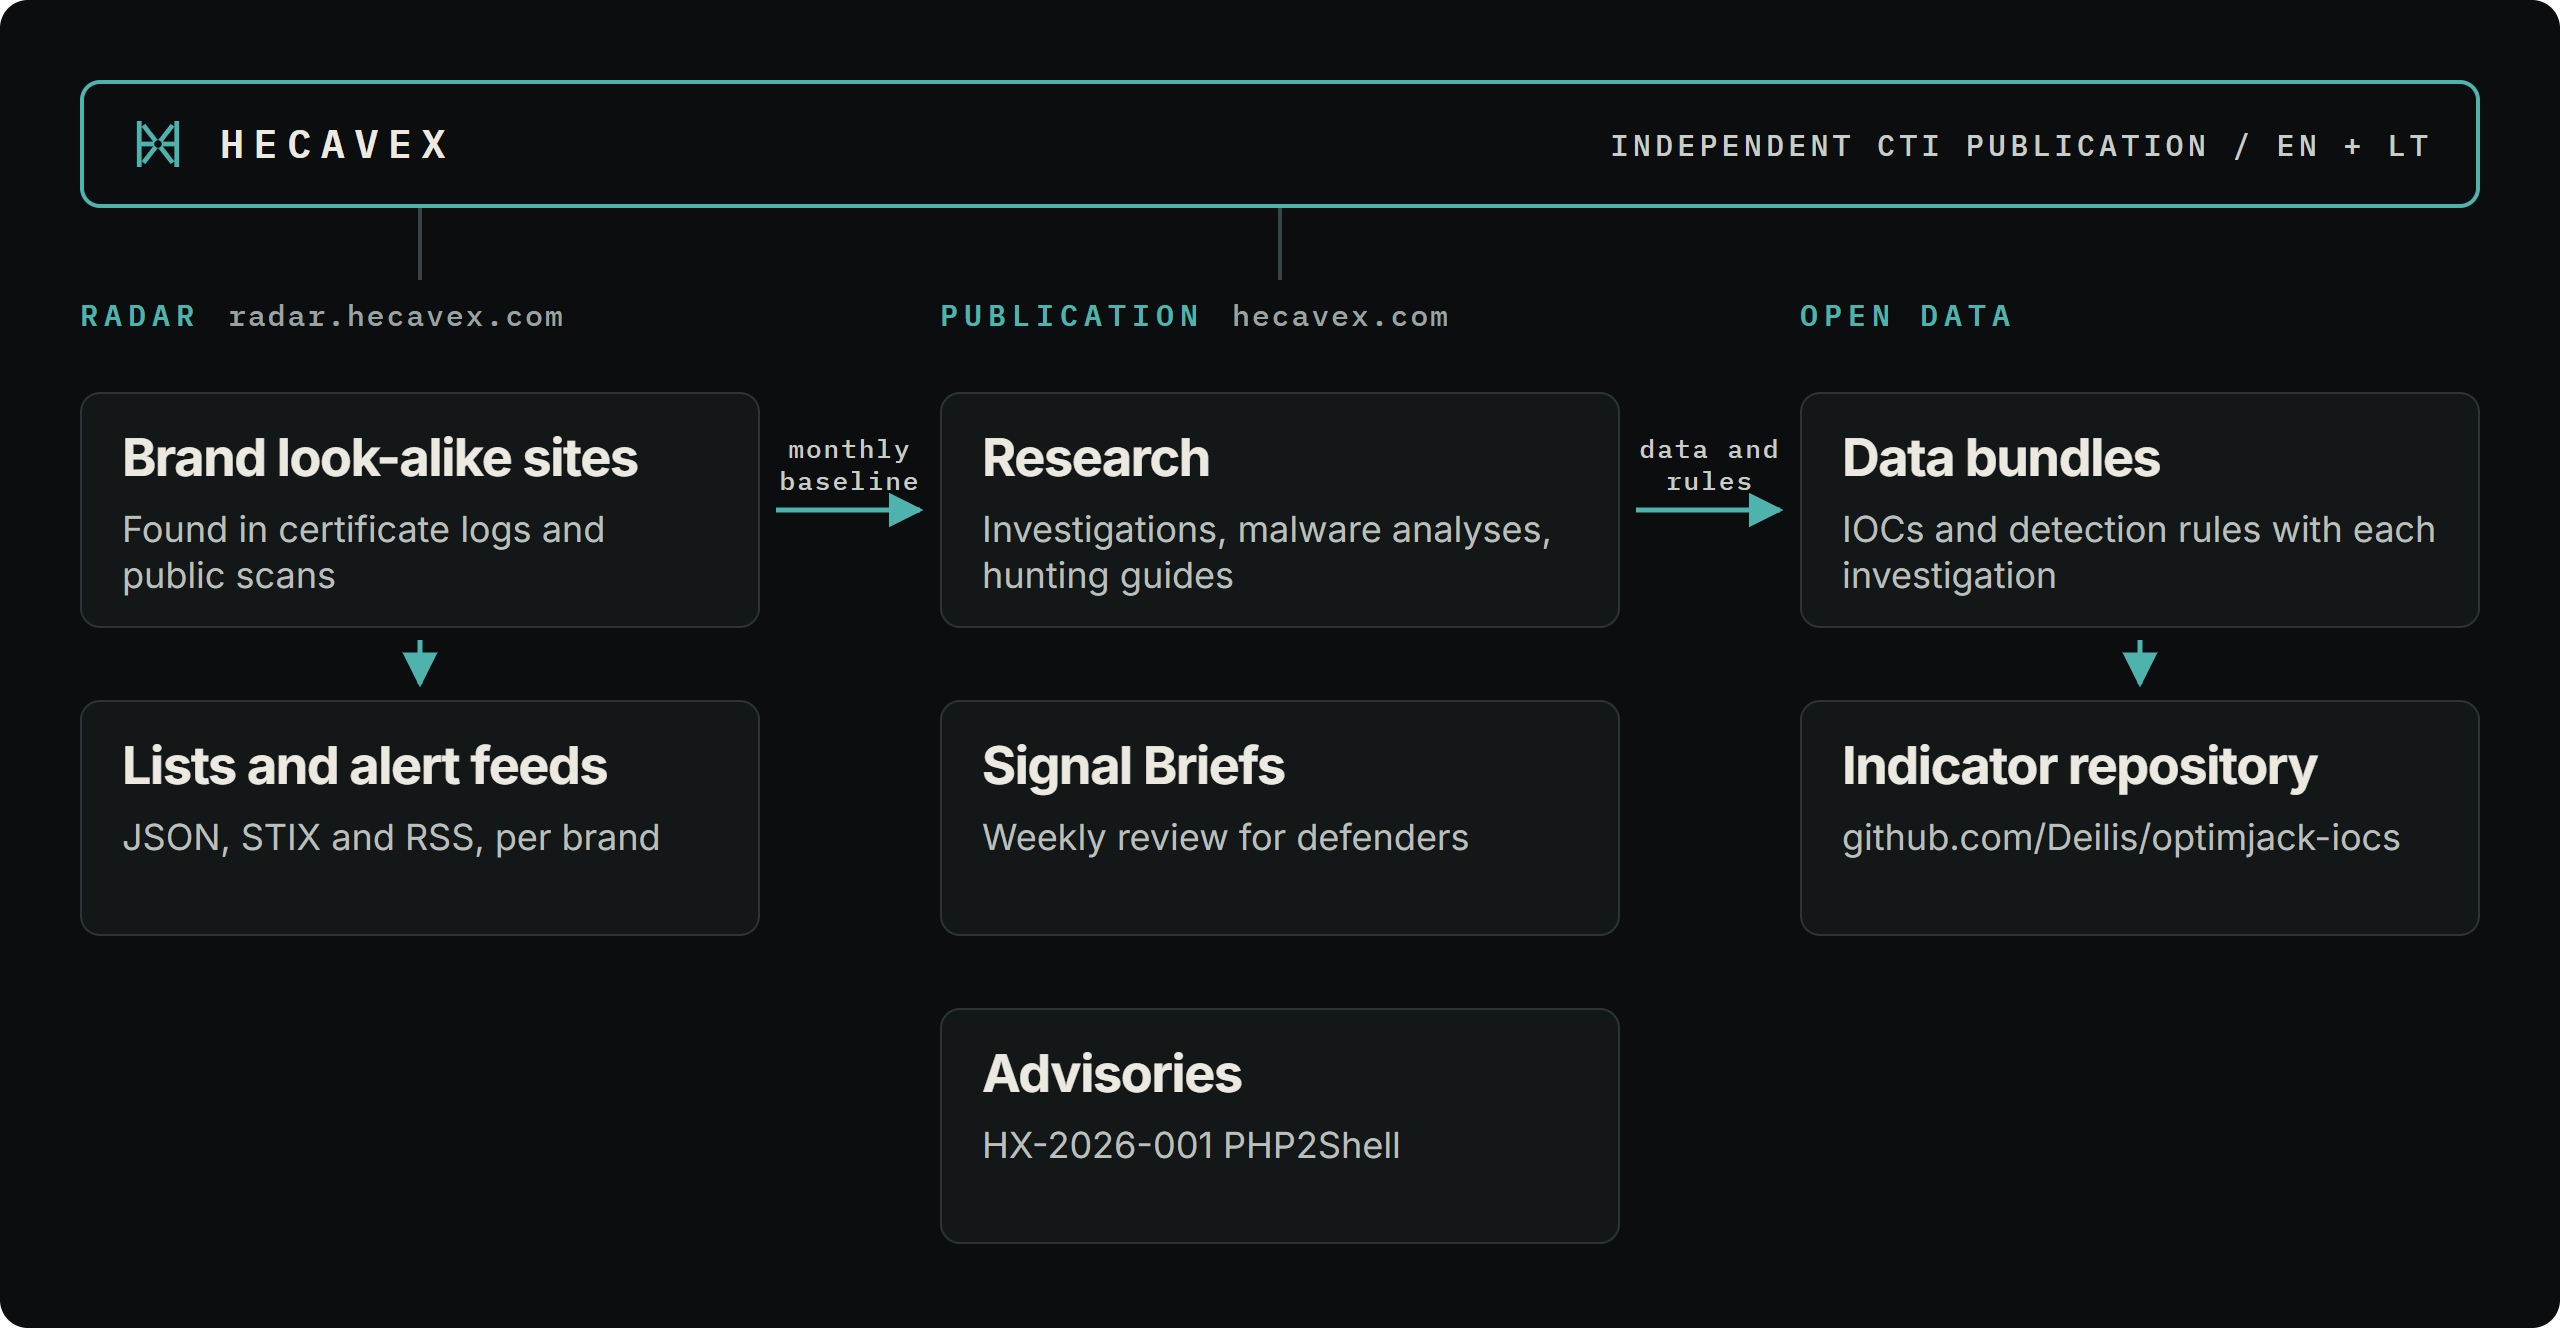 HECAVEX
INDEPENDENT CTI PUBLICATION / EN + LT
RADAR radar.hecavex.com
Brand look-alike sites
Found in certificate logs and
public scans
Lists and alert feeds
JSON, STIX and RSS, per brand
monthly
baseline
PUBLICATION hecavex.com
Research
Investigations, malware analyses,
hunting guides
Signal Briefs
Weekly review for defenders
Advisories
HX-2026-001 PHP2Shell
data and
rules
OPEN DATA
Data bundles
IOCs and detection rules with each
investigation
Indicator repository
github.com/Deilis/optimjack-iocs